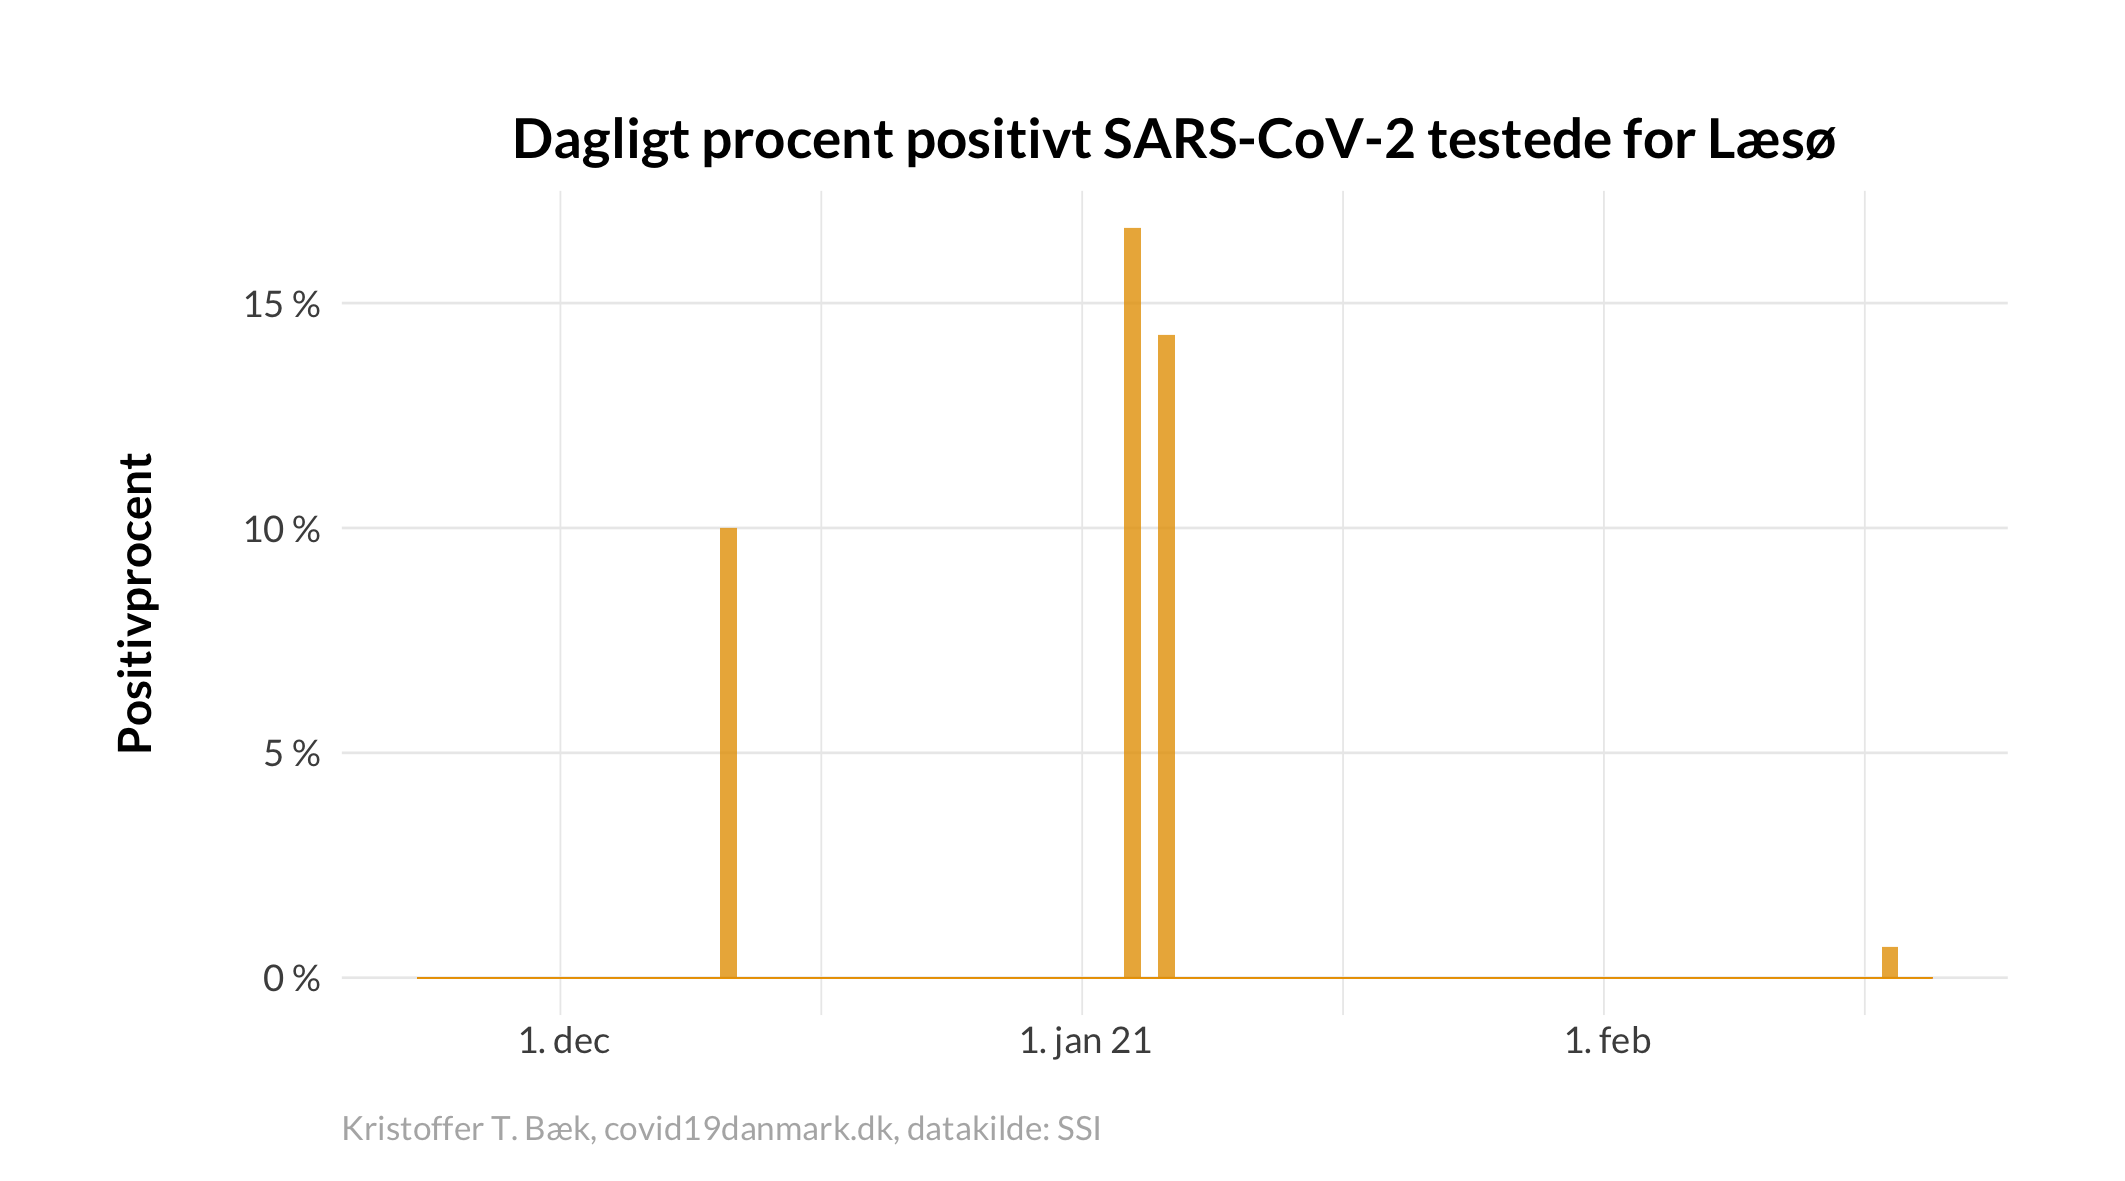 Dagligt procent positivt SARS-CoV-2 testede for Læsø
Positivprocent
15 %
10 %
5 %
0 %
1. dec
1. jan 21
1. feb
Kristoffer T. Bæk, covid19danmark.dk, datakilde: SSI